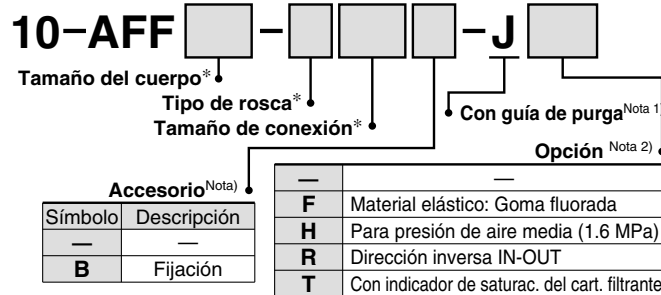 10-AFF - - J
Tamaño del cuerpo*
Tipo de rosca*
Tamaño de conexión*
Con guía de purga Nota 1)
Opción Nota 2)
Accesorio Nota)
Símbolo Descripción
— —
B Fijación
— —
F Material elástico: Goma fluorada
H Para presión de aire media (1.6 MPa)
R Dirección inversa IN-OUT
T Con indicador de saturac. del cart. filtrante